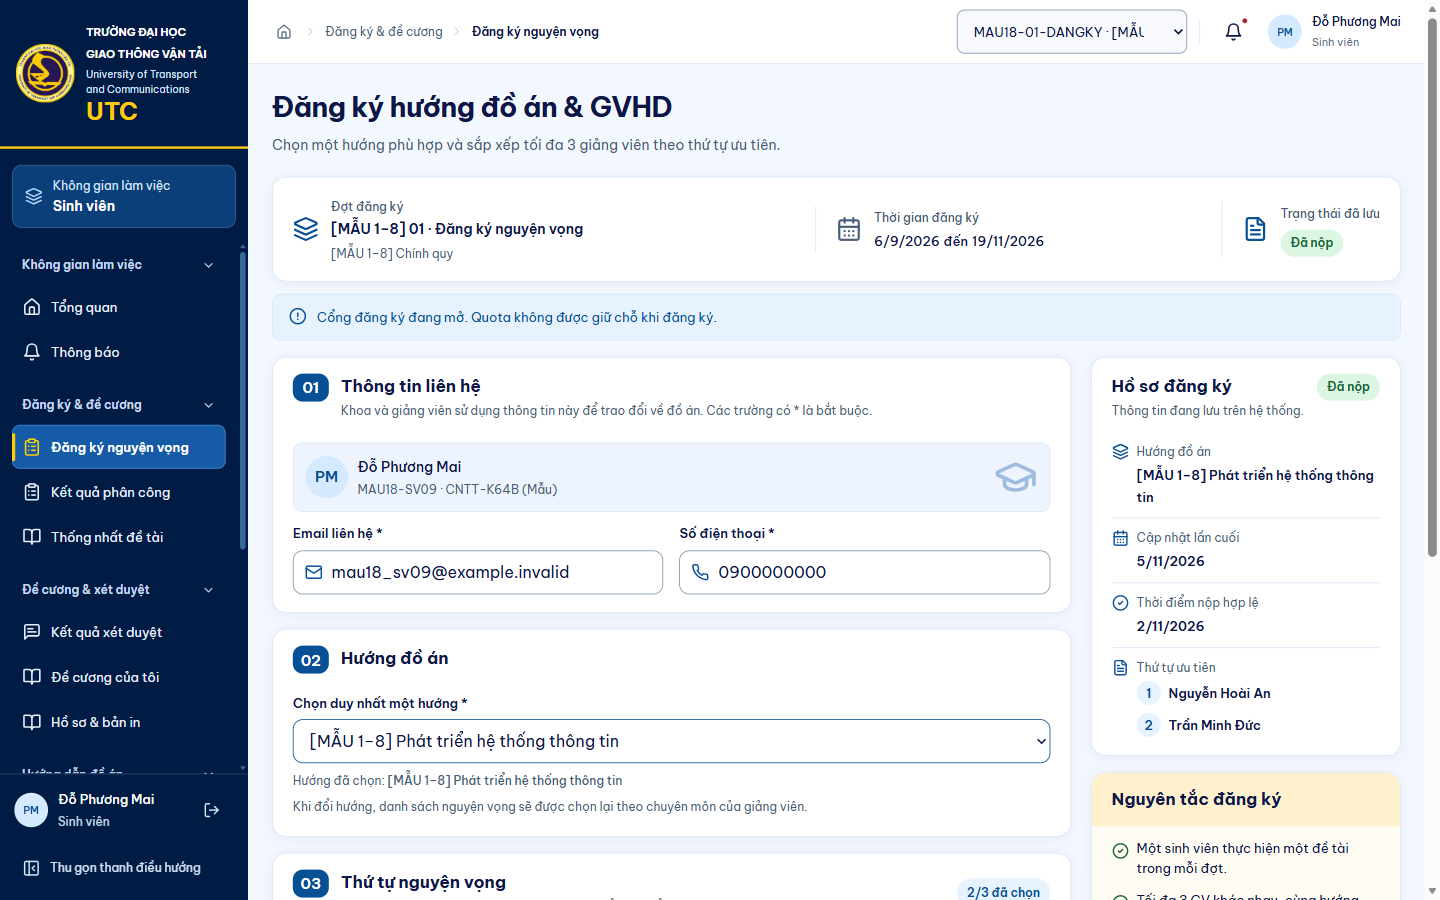 TRƯỜNG ĐẠI HỌC
GIAO THÔNG VẬN TẢI
University of Transport
and Communications
UTC
Không gian làm việc
Sinh viên
Không gian làm việc
Tổng quan
Thông báo
Đăng ký & đề cương
Đăng ký nguyện vọng
Kết quả phân công
Thống nhất đề tài
Đề cương & xét duyệt
Kết quả xét duyệt
Đề cương của tôi
Hồ sơ & bản in
Hướng dẫn đồ án
PM
Đỗ Phương Mai
Sinh viên
Thu gọn thanh điều hướng
Đăng ký & đề cương
Đăng ký nguyện vọng
MAU18-01-DANGKY · [MẪU
PM
Đỗ Phương Mai
Sinh viên
Đăng ký hướng đồ án & GVHD
Chọn một hướng phù hợp và sắp xếp tối đa 3 giảng viên theo thứ tự ưu tiên.
Đợt đăng ký
[MẪU 1-8] 01 · Đăng ký nguyện vọng
[MẪU 1-8] Chính quy
Thời gian đăng ký
6/9/2026 đến 19/11/2026
Trạng thái đã lưu
Đã nộp
Cổng đăng ký đang mở. Quota không được giữ chỗ khi đăng ký.
01
Thông tin liên hệ
Khoa và giảng viên sử dụng thông tin này để trao đổi về đồ án. Các trường có * là bắt buộc.
PM
Đỗ Phương Mai
MAU18-SV09 · CNTT-K64B (Mẫu)
Email liên hệ *
Số điện thoại *
mau18_sv09@example.invalid
0900000000
02
Hướng đồ án
Chọn duy nhất một hướng *
[MẪU 1-8] Phát triển hệ thống thông tin
Hướng đã chọn: [MẪU 1-8] Phát triển hệ thống thông tin
Khi đổi hướng, danh sách nguyện vọng sẽ được chọn lại theo chuyên môn của giảng viên.
03
Thứ tự nguyện vọng
2/3 đã chọn
Hồ sơ đăng ký
Đã nộp
Thông tin đang lưu trên hệ thống.
Hướng đồ án
[MẪU 1-8] Phát triển hệ thống thông
tin
Cập nhật lần cuối
5/11/2026
Thời điểm nộp hợp lệ
2/11/2026
Thứ tự ưu tiên
1 Nguyễn Hoài An
2 Trần Minh Đức
Nguyên tắc đăng ký
Một sinh viên thực hiện một đề tài
trong mỗi đợt.
Tối đa 3 GV khác nhau, cùng hướng